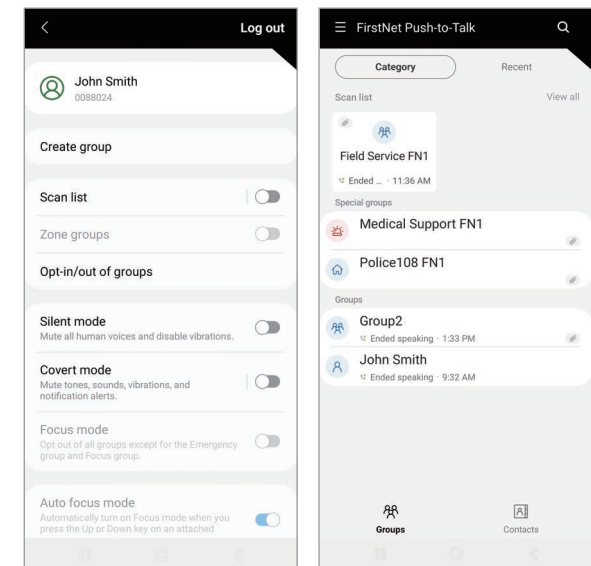 Log out
John Smith
0088024
Create group
Scan list
Zone groups
Opt-in/out of groups
Silent mode
Mute all human voices and disable vibrations.
Covert mode
Mute tones, sounds, vibrations, and
notification alerts.
Focus mode
Opt out of all groups except for the Emergency
group and Focus group.
Auto focus mode
Automatically turn on Focus mode when you
press the Up or Down key on an attached
FirstNet Push-to-Talk
Category Recent
Scan list View all
Field Service FN1
Ended ... · 11:36 AM
Special groups
Medical Support FN1
Police108 FN1
Groups
Group2
Ended speaking · 1:33 PM
John Smith
Ended speaking · 9:32 AM
Groups Contacts